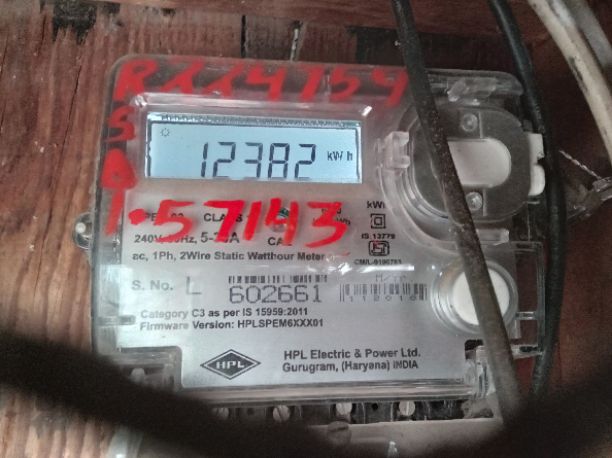 R224154
12382 kWh
.57143
240V, 50Hz, 5-30A
ac, 1Ph, 2Wire Static Watthour Meter
IS 13779
S. No. L 602661
Category C3 as per IS 15959:2011
Firmware Version: HPLSPEM6XXX01
HPL
HPL Electric & Power Ltd.
Gurugram, (Haryana) INDIA